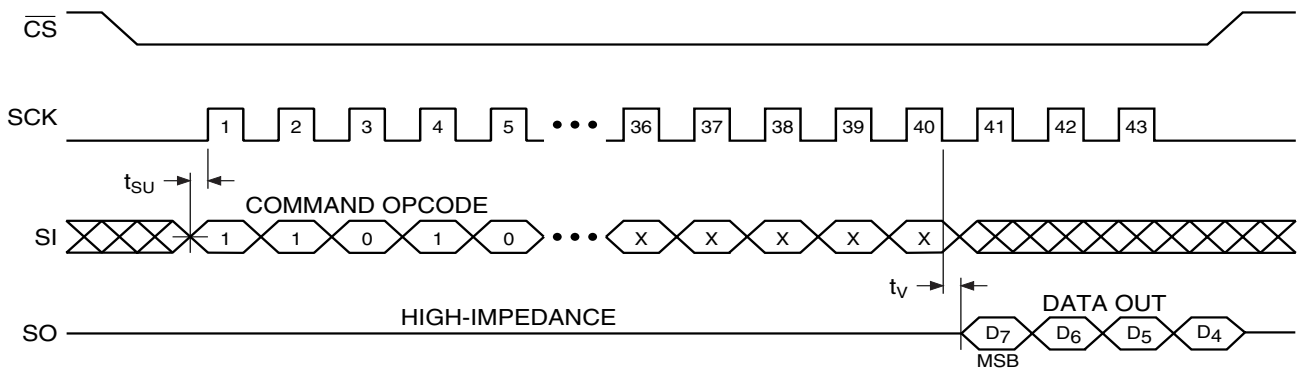 CS
SCK 1 2 3 4 5 ••• 36 37 38 39 40 41 42 43
tSU
COMMAND OPCODE
SI 1 1 0 1 0 ••• X X X X X
tV
HIGH-IMPEDANCE DATA OUT
SO D7 D6 D5 D4
MSB